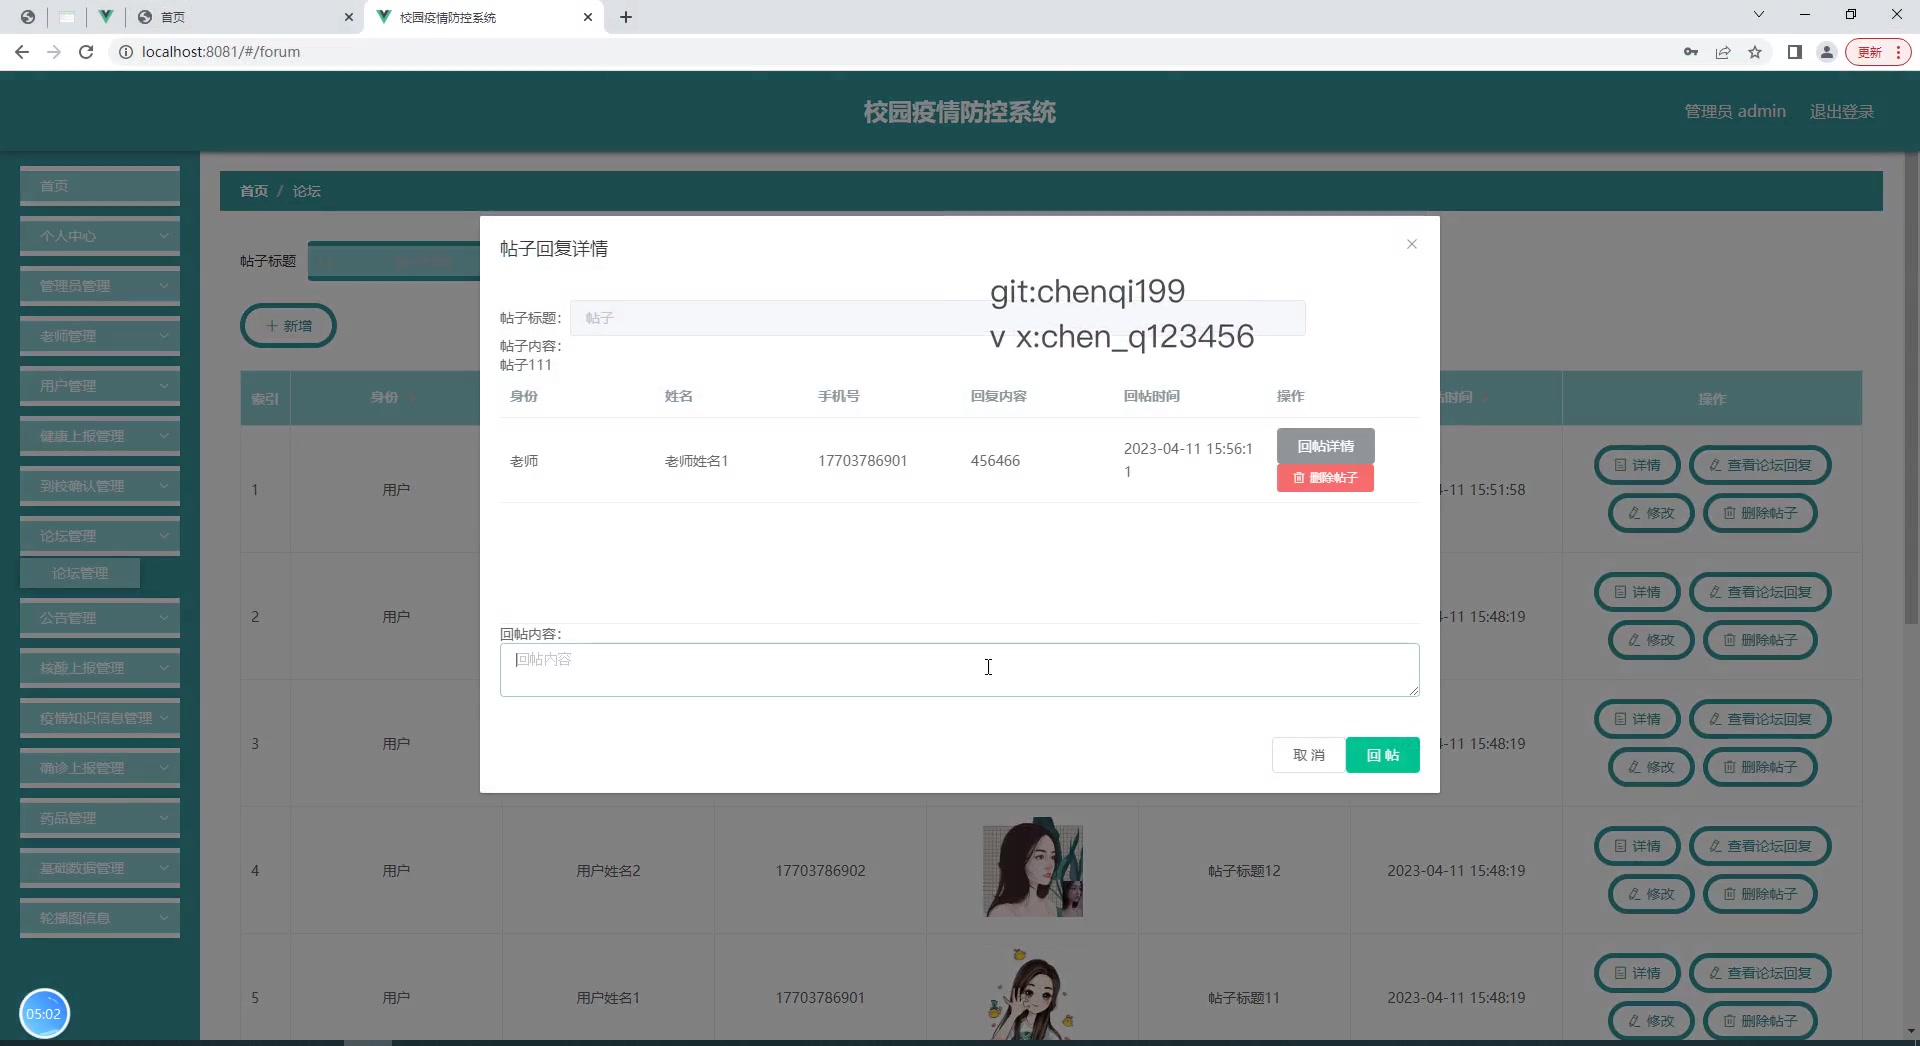 首页
校园疫情防控系统
localhost:8081/#/forum
更新
校园疫情防控系统
管理员 admin
退出登录
首页
个人中心
管理员管理
老师管理
用户管理
健康上报管理
到校确认管理
论坛管理
论坛管理
公告管理
核酸上报管理
疫情知识信息管理
确诊上报管理
药品管理
基础数据管理
轮播图信息
05:02
首页 / 论坛
帖子标题
新增
索引 身份 操作
帖子回复详情
git:chenqi199
v x:chen_q123456
帖子标题: 帖子
帖子内容:
帖子111
身份 姓名 手机号 回复内容 回帖时间 操作
老师 老师姓名1 17703786901 456466 2023-04-11 15:56:1
1
回帖详情
删除帖子
回帖内容:
回帖内容
取 消 回 帖
1 用户 -11 15:51:58 详情 查看论坛回复
修改 删除帖子
2 用户 -11 15:48:19 详情 查看论坛回复
修改 删除帖子
3 用户 -11 15:48:19 详情 查看论坛回复
修改 删除帖子
4 用户 用户姓名2 17703786902 帖子标题12 2023-04-11 15:48:19 详情 查看论坛回复
修改 删除帖子
5 用户 用户姓名1 17703786901 帖子标题11 2023-04-11 15:48:19 详情 查看论坛回复
修改 删除帖子